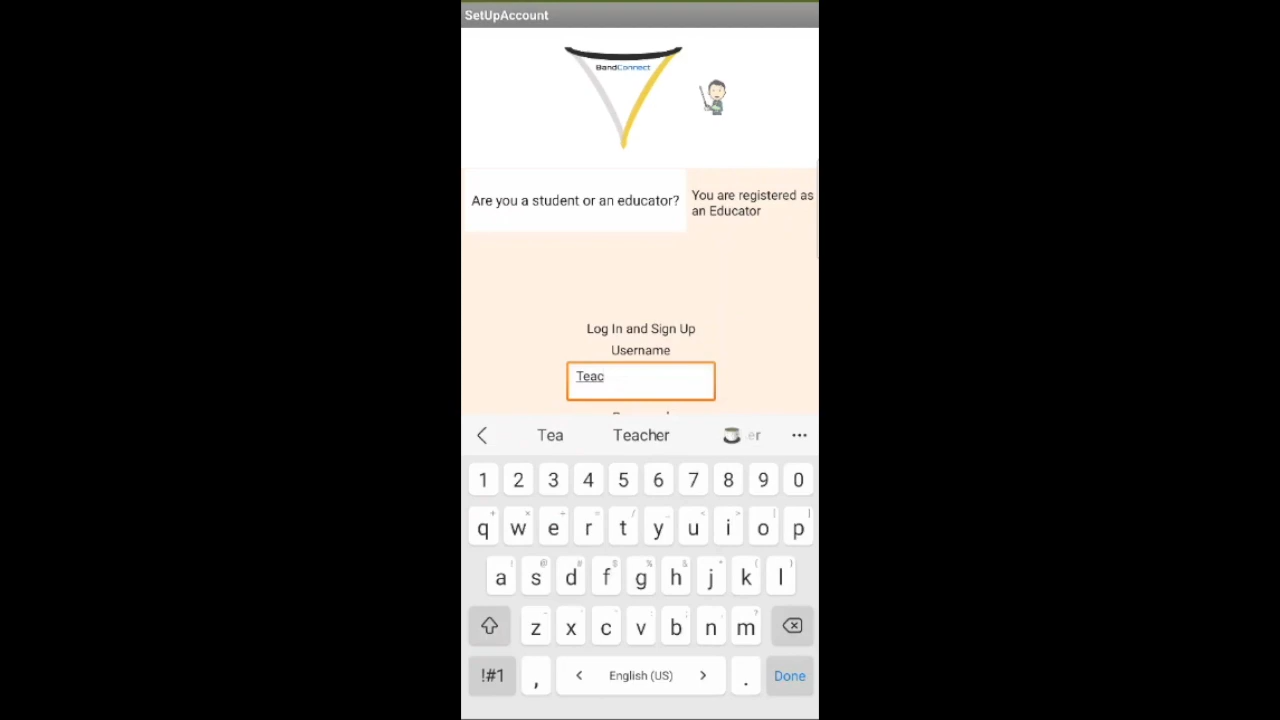 SetUpAccount
BandConnect
Are you a student or an educator?
You are registered as
an Educator
Log In and Sign Up
Username
Teac
Tea Teacher ☕er •••
1 2 3 4 5 6 7 8 9 0
q w e r t y u i o p
a s d f g h j k l
z x c v b n m
!#1 , < English (US) > . Done